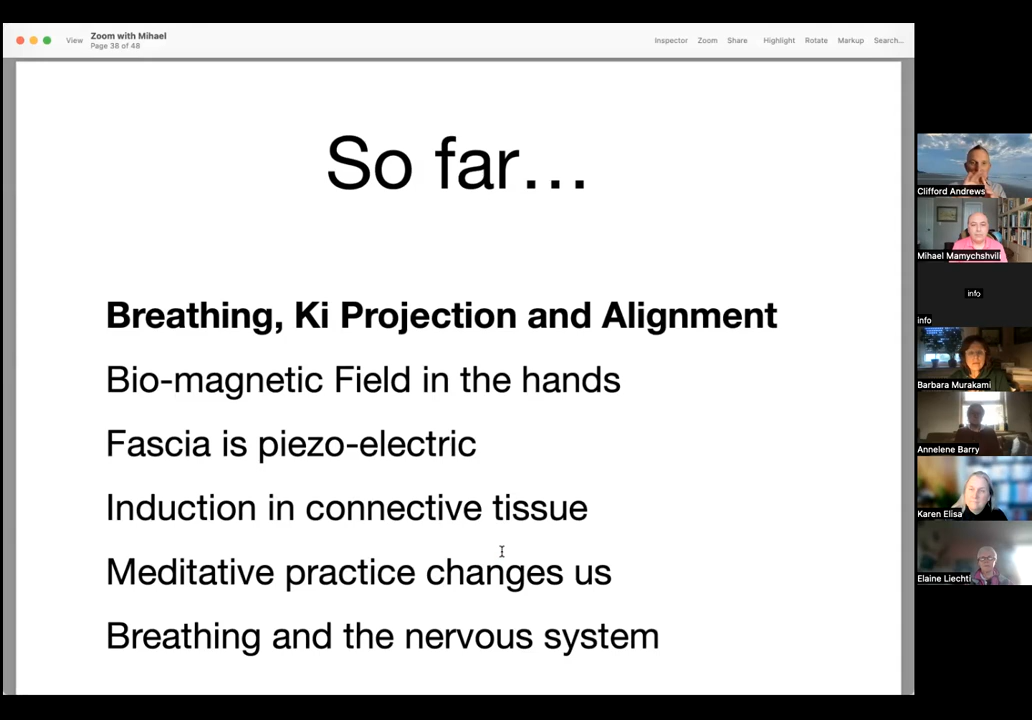 View
Zoom with Mihael
Page 38 of 48
Inspector Zoom Share Highlight Rotate Markup Search...
So far...
Breathing, Ki Projection and Alignment
Bio-magnetic Field in the hands
Fascia is piezo-electric
Induction in connective tissue
Meditative practice changes us
Breathing and the nervous system
Clifford Andrews
Mihael Mamychshvili
info
info
Barbara Murakami
Annelene Barry
Karen Elisa
Elaine Liechti